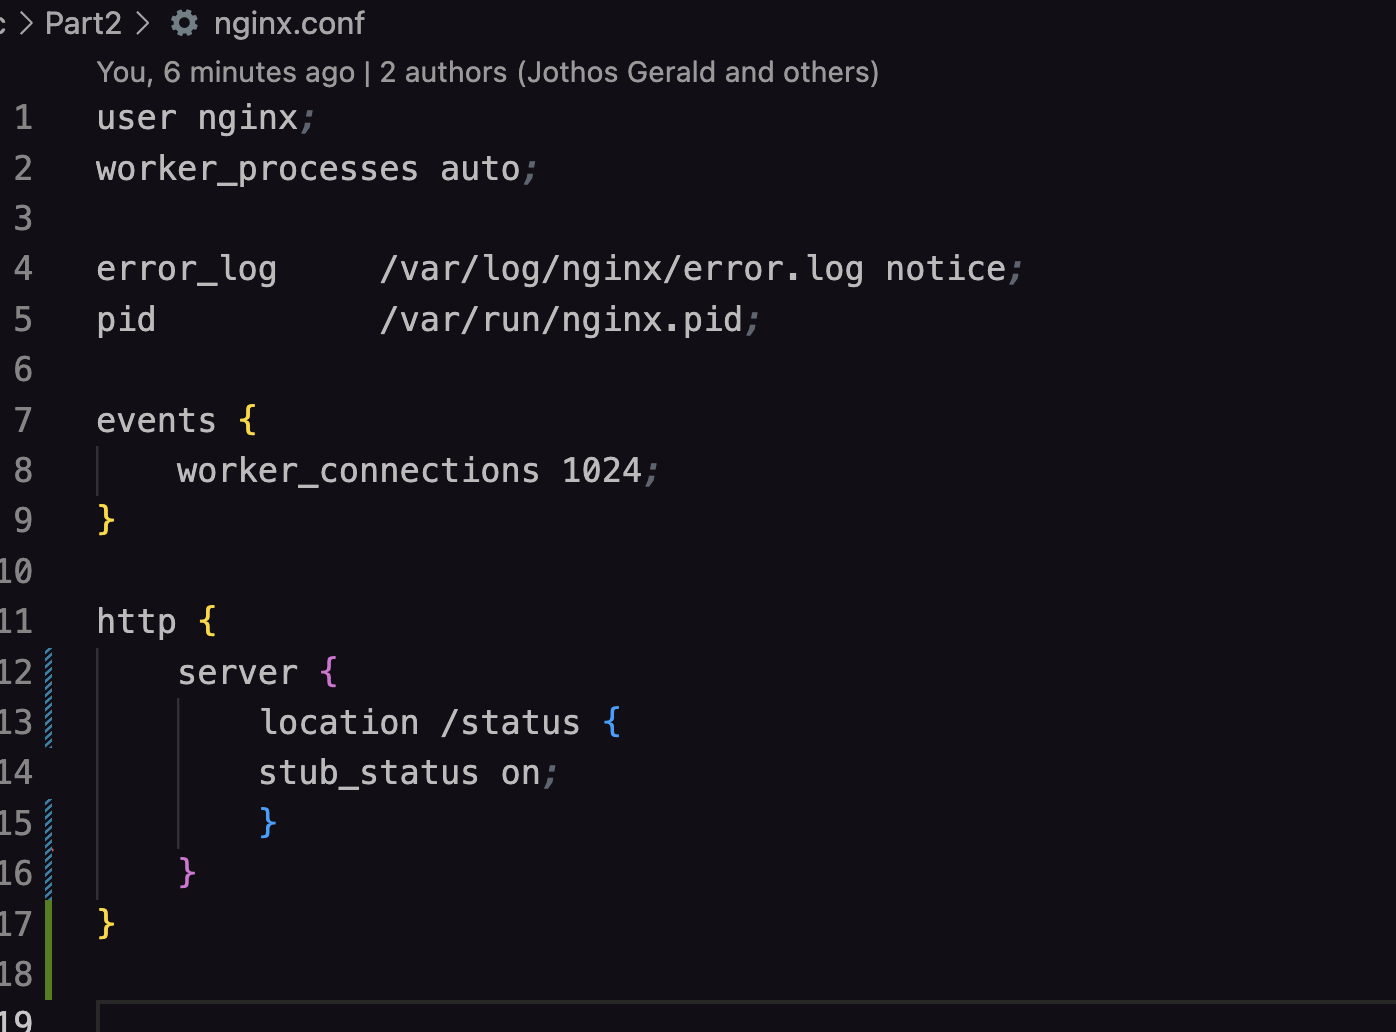 c > Part2 > nginx.conf
You, 6 minutes ago | 2 authors (Jothos Gerald and others)
1 user nginx;
2 worker_processes auto;
3
4 error_log     /var/log/nginx/error.log notice;
5 pid           /var/run/nginx.pid;
6
7 events {
8     worker_connections 1024;
9 }
10
11 http {
12     server {
13         location /status {
14         stub_status on;
15         }
16     }
17 }
18
19